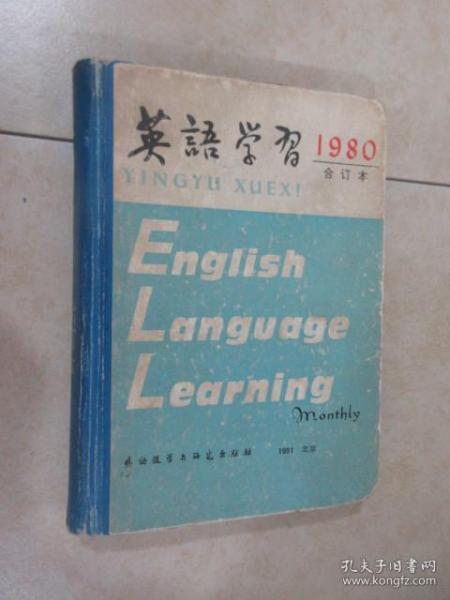 英語学習
1980
合订本
YINGYU XUEXI
English
Language
Learning
Monthly
外语教学与研究出版社 1981 北京
孔夫子旧书网
www.kongfz.com